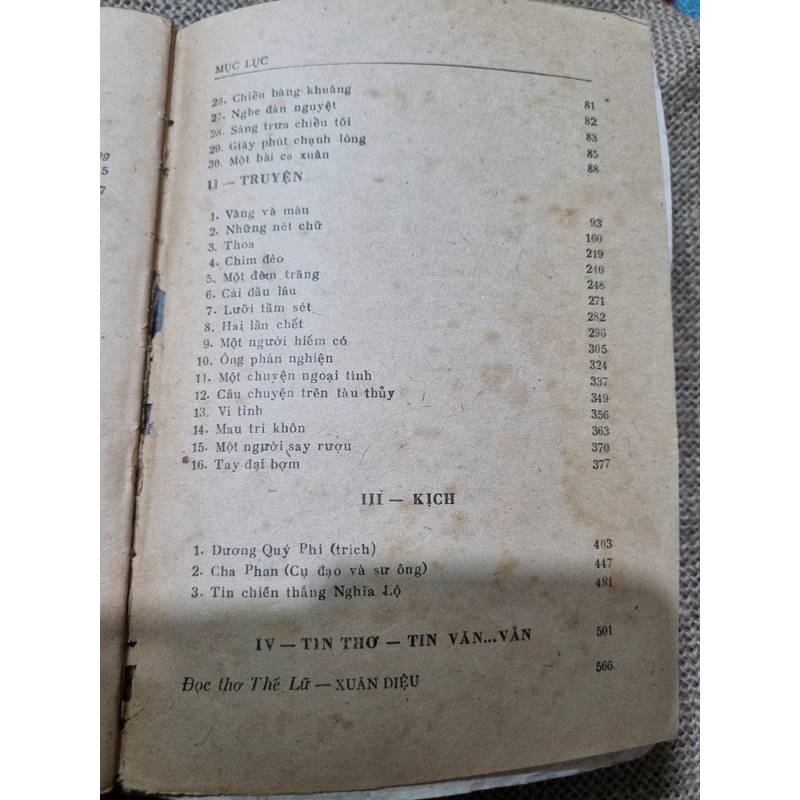 MỤC LỤC
26. Chiều bâng khuâng 81
27. Nghe đàn nguyệt 82
28. Sáng trưa chiều tối 83
29. Giây phút chạnh lòng 85
30. Một bài ca xuân 88
II — TRUYỆN
1. Vàng và máu 93
2. Những nét chữ 160
3. Thoa 219
4. Chim đèo 240
5. Một đêm trăng 248
6. Cái đầu lâu 271
7. Lưỡi tầm sét 282
8. Hai lần chết 296
9. Một người hiếm có 305
10. Ông phán nghiện 324
11. Một chuyện ngoại tình 337
12. Câu chuyện trên tàu thủy 349
13. Vì tình 356
14. Mau trí khôn 363
15. Một người say rượu 370
16. Tay đại bợm 377
III — KỊCH
1. Dương Quý Phi (trích) 403
2. Cha Phan (Cụ đạo và sư ông) 447
3. Tin chiến thắng Nghĩa Lộ 481
IV — TIN THƠ — TIN VĂN...VẮN 501
Đọc thơ Thế Lữ — XUÂN DIỆU 566
5
7